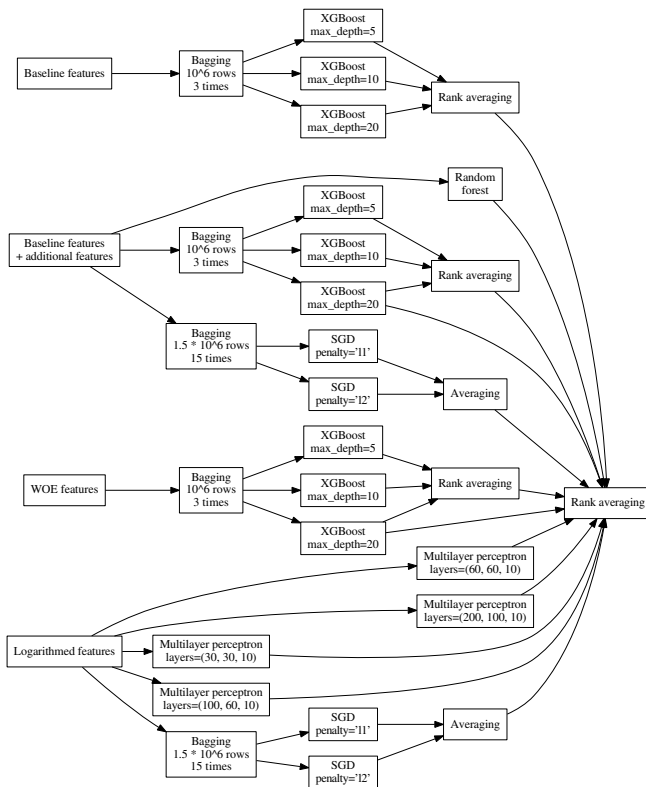 XGBoost
max_depth=5
Baseline features
Bagging
10^6 rows
3 times
XGBoost
max_depth=10
Rank averaging
XGBoost
max_depth=20
Random
forest
XGBoost
max_depth=5
Baseline features
+ additional features
Bagging
10^6 rows
3 times
XGBoost
max_depth=10
Rank averaging
XGBoost
max_depth=20
Bagging
1.5 * 10^6 rows
15 times
SGD
penalty='l1'
SGD
penalty='l2'
Averaging
XGBoost
max_depth=5
WOE features
Bagging
10^6 rows
3 times
XGBoost
max_depth=10
Rank averaging
XGBoost
max_depth=20
Rank averaging
Multilayer perceptron
layers=(60, 60, 10)
Multilayer perceptron
layers=(200, 100, 10)
Logarithmed features
Multilayer perceptron
layers=(30, 30, 10)
Multilayer perceptron
layers=(100, 60, 10)
Bagging
1.5 * 10^6 rows
15 times
SGD
penalty='l1'
SGD
penalty='l2'
Averaging